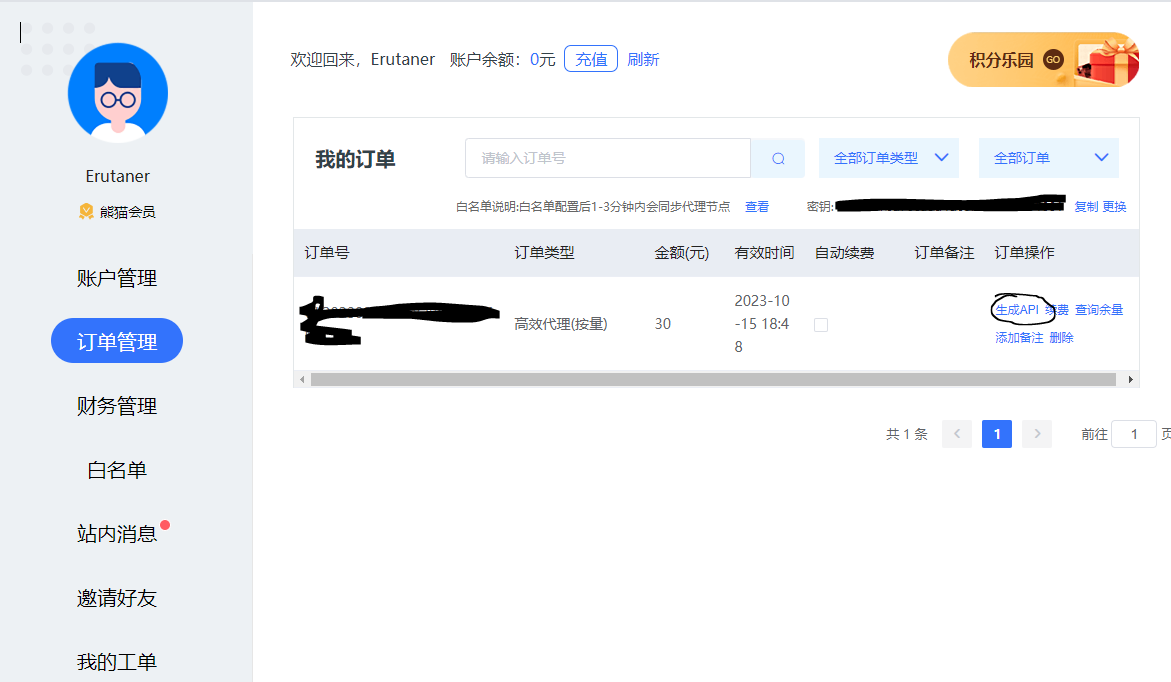 欢迎回来，Erutaner 账户余额：0元 充值 刷新
积分乐园 GO
Erutaner
熊猫会员
账户管理
订单管理
财务管理
白名单
站内消息
邀请好友
我的工单
我的订单 请输入订单号 全部订单类型 全部订单
白名单说明:白名单配置后1-3分钟内会同步代理节点 查看 密钥: 复制 更换
订单号 订单类型 金额(元) 有效时间 自动续费 订单备注 订单操作
高效代理(按量) 30
2023-10
-15 18:4
8
生成API 续费 查询余量
添加备注 删除
共 1 条 1 前往 1 页